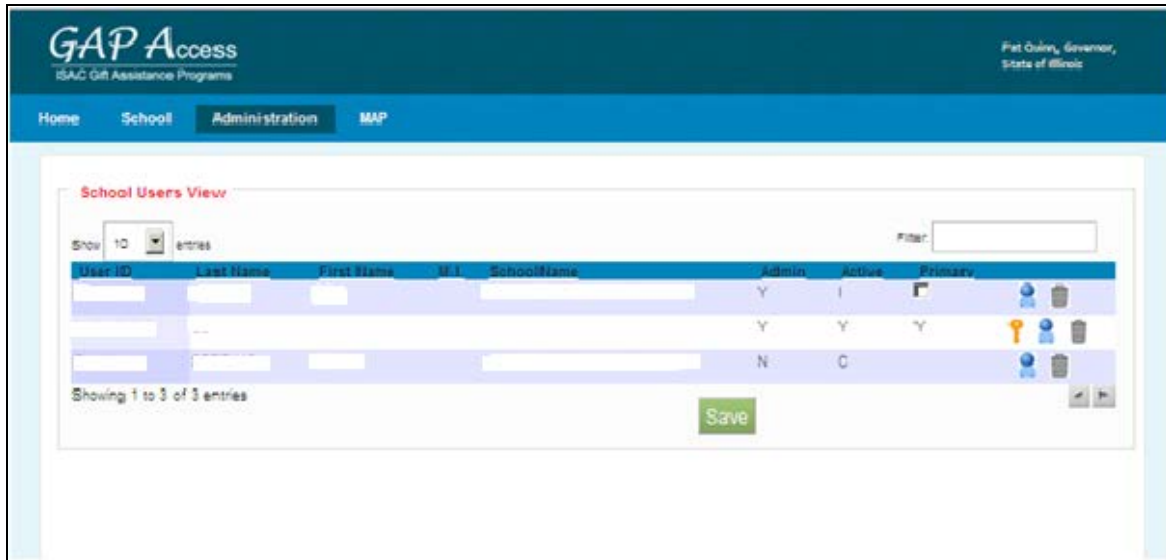 GAP Access
ISAC Gift Assistance Programs
Pat Quinn, Governor,
State of Illinois
Home School Administration MAP
School Users View
Show 10 entries
Filter:
User ID Last Name First Name M.I. SchoolName Admin Active Primary
Y I
Y Y Y
N C
Showing 1 to 3 of 3 entries
Save